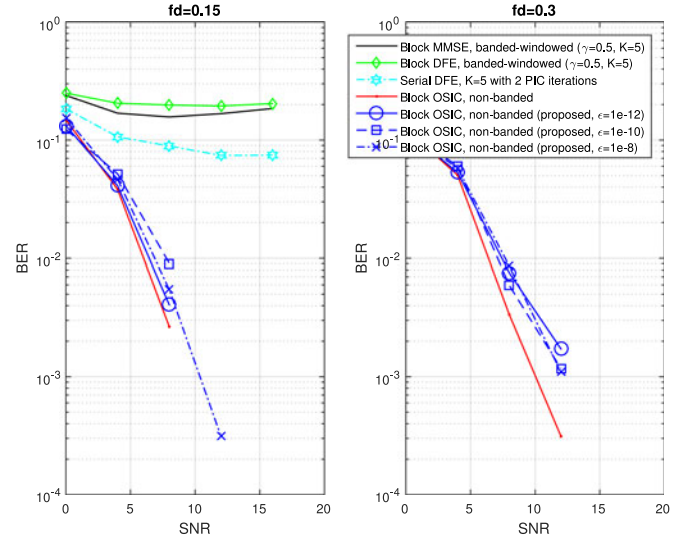 fd=0.15
fd=0.3
Block MMSE, banded-windowed (γ=0.5, K=5)
Block DFE, banded-windowed (γ=0.5, K=5)
Serial DFE, K=5 with 2 PIC iterations
Block OSIC, non-banded
Block OSIC, non-banded (proposed, ϵ=1e-12)
Block OSIC, non-banded (proposed, ϵ=1e-10)
Block OSIC, non-banded (proposed, ϵ=1e-8)
BER
10^0
10^-1
10^-2
10^-3
10^-4
0 5 10 15 20
SNR
BER
10^0
10^-1
10^-2
10^-3
10^-4
0 5 10 15 20
SNR